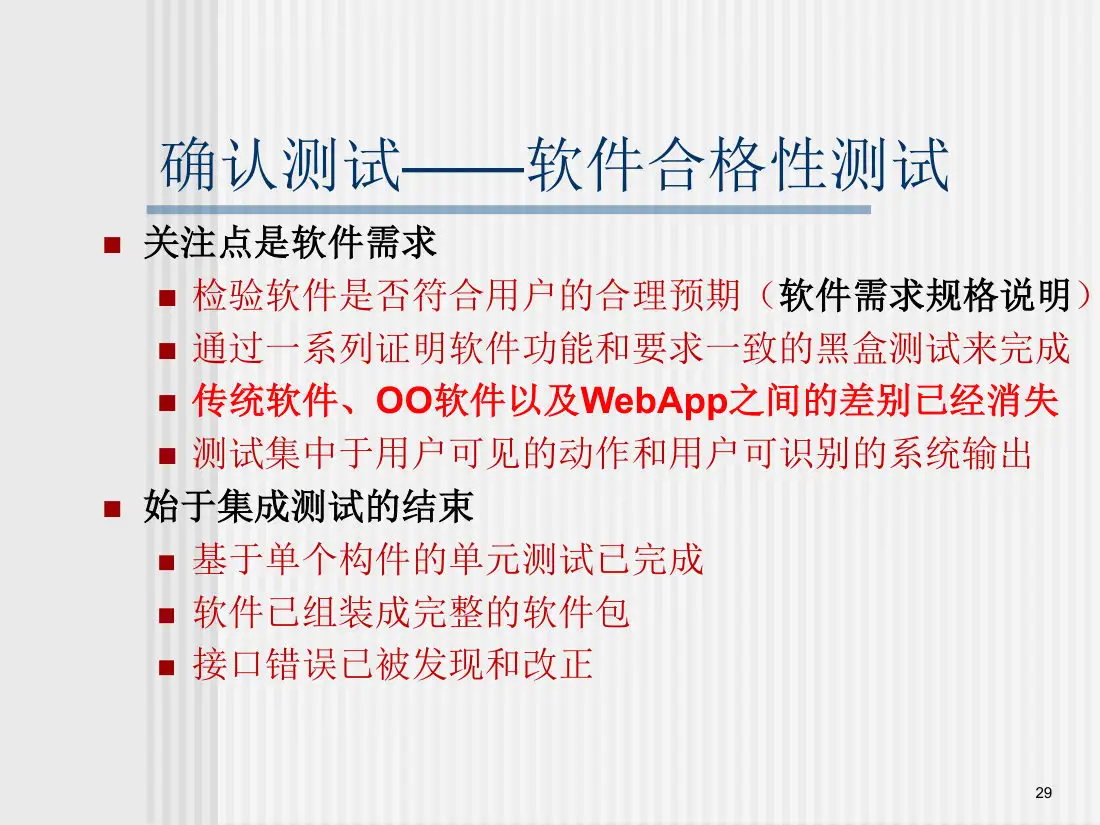 确认测试——软件合格性测试
关注点是软件需求
检验软件是否符合用户的合理预期（软件需求规格说明）
通过一系列证明软件功能和要求一致的黑盒测试来完成
传统软件、OO软件以及WebApp之间的差别已经消失
测试集中于用户可见的动作和用户可识别的系统输出
始于集成测试的结束
基于单个构件的单元测试已完成
软件已组装成完整的软件包
接口错误已被发现和改正
29